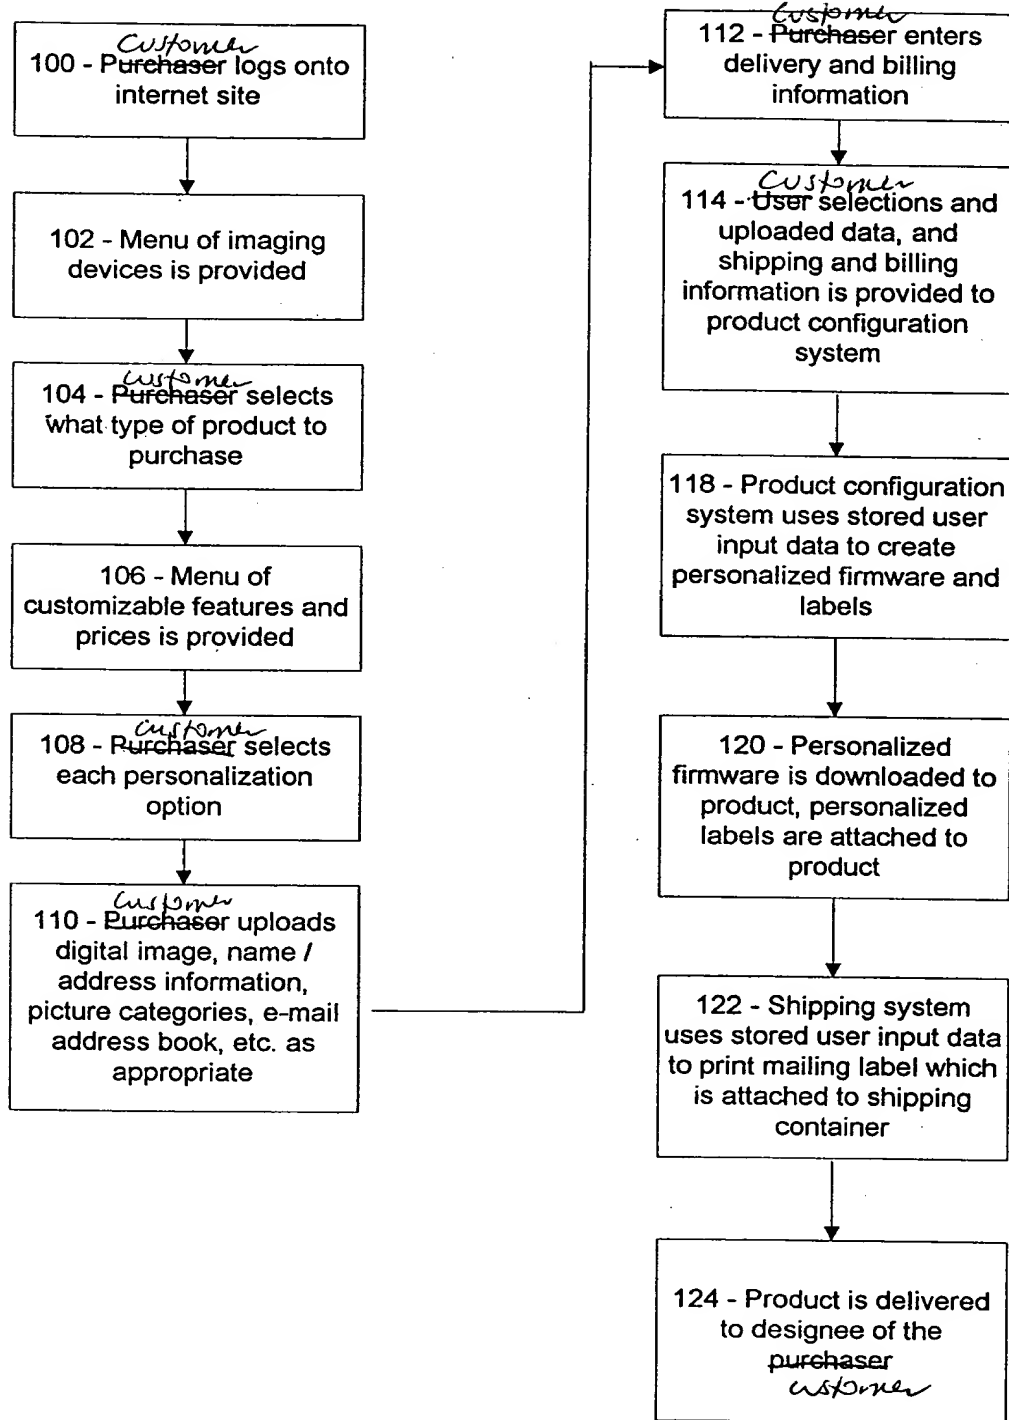 Customer
100 - Purchaser logs onto
internet site
102 - Menu of imaging
devices is provided
customer
104 - Purchaser selects
what type of product to
purchase
106 - Menu of
customizable features and
prices is provided
customer
108 - Purchaser selects
each personalization
option
customer
110 - Purchaser uploads
digital image, name /
address information,
picture categories, e-mail
address book, etc. as
appropriate
Customer
112 - Purchaser enters
delivery and billing
information
Customer
114 - User selections and
uploaded data, and
shipping and billing
information is provided to
product configuration
system
118 - Product configuration
system uses stored user
input data to create
personalized firmware and
labels
120 - Personalized
firmware is downloaded to
product, personalized
labels are attached to
product
122 - Shipping system
uses stored user input data
to print mailing label which
is attached to shipping
container
124 - Product is delivered
to designee of the
purchaser
customer